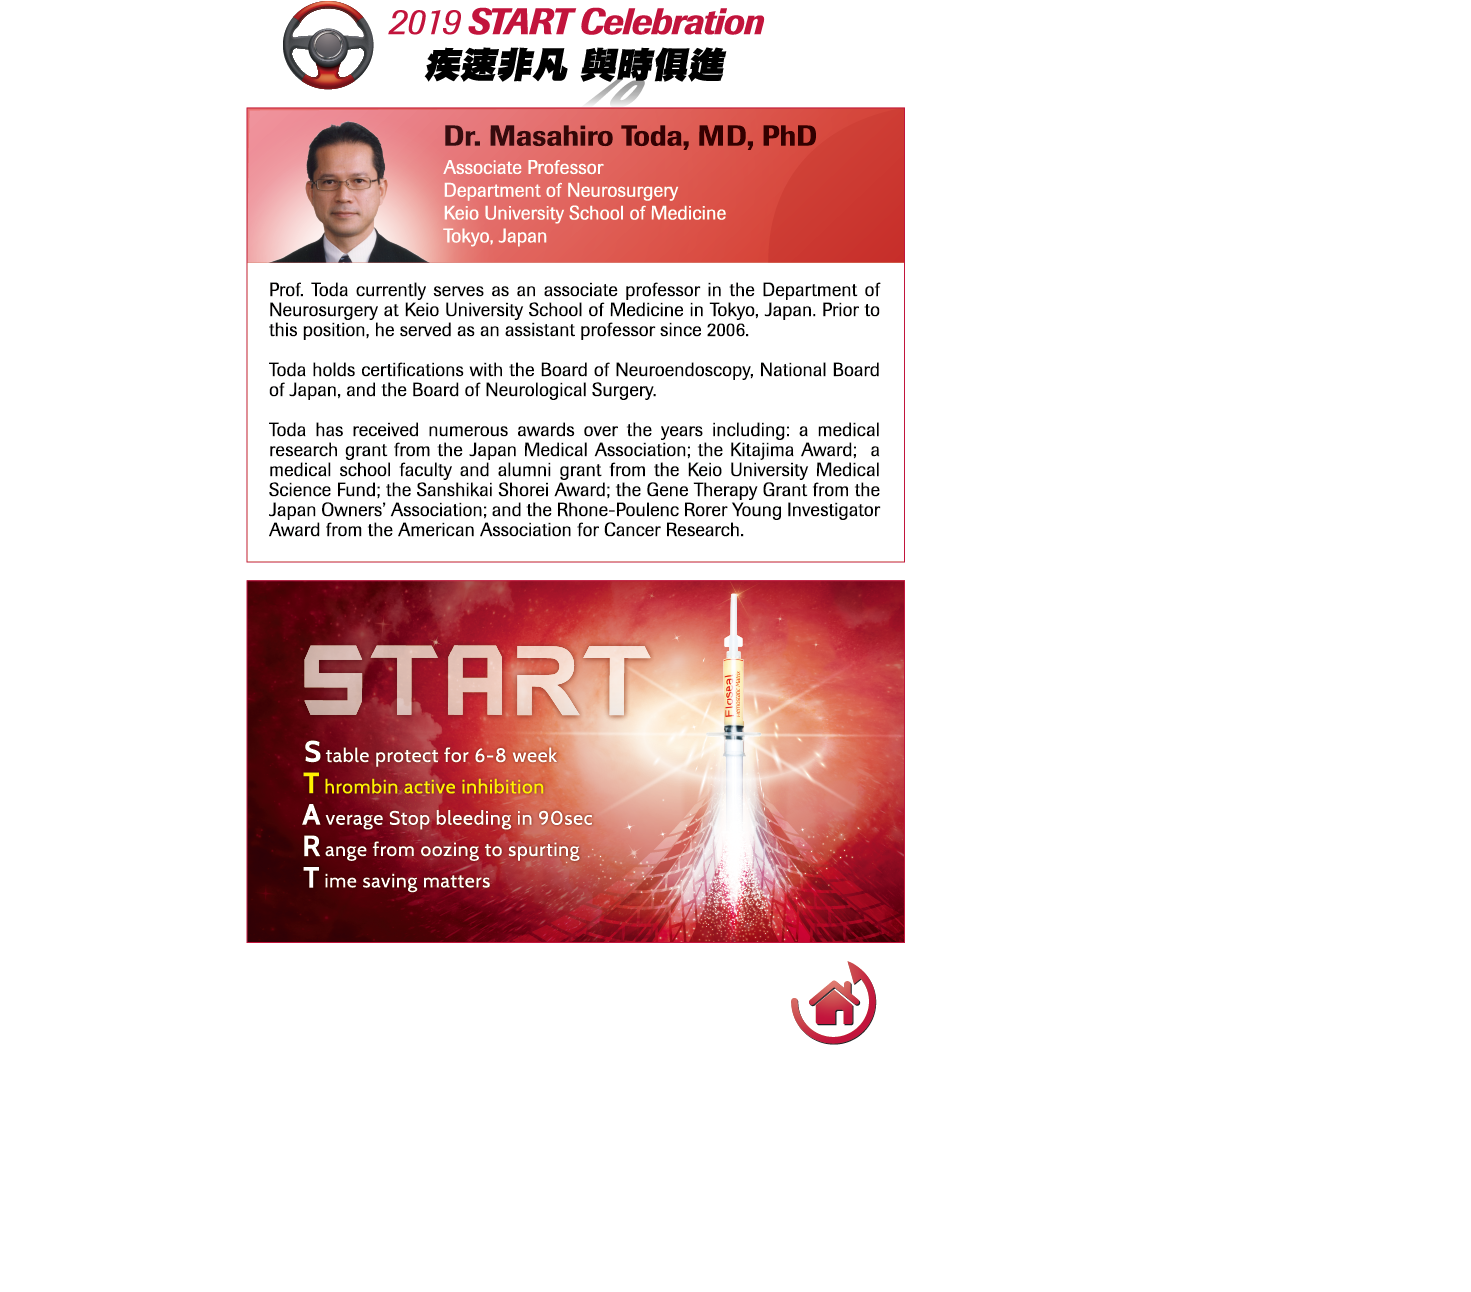 2019 START Celebration
疾速非凡 與時俱進
Dr. Masahiro Toda, MD, PhD
Associate Professor
Department of Neurosurgery
Keio University School of Medicine
Tokyo, Japan
Prof. Toda currently serves as an associate professor in the Department of
Neurosurgery at Keio University School of Medicine in Tokyo, Japan. Prior to
this position, he served as an assistant professor since 2006.
Toda holds certifications with the Board of Neuroendoscopy, National Board
of Japan, and the Board of Neurological Surgery.
Toda has received numerous awards over the years including: a medical
research grant from the Japan Medical Association; the Kitajima Award; a
medical school faculty and alumni grant from the Keio University Medical
Science Fund; the Sanshikai Shorei Award; the Gene Therapy Grant from the
Japan Owners’ Association; and the Rhone-Poulenc Rorer Young Investigator
Award from the American Association for Cancer Research.
START
Stable protect for 6-8 week
Thrombin active inhibition
Average Stop bleeding in 90sec
Range from oozing to spurting
Time saving matters
Floseal